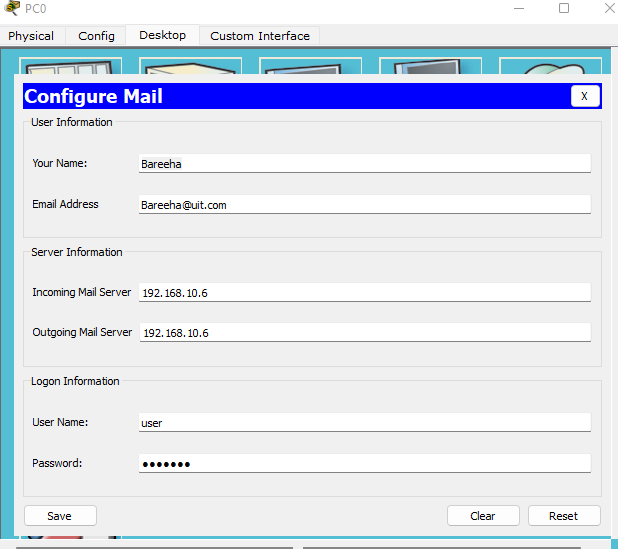 PC0
Physical Config Desktop Custom Interface
Configure Mail X
User Information
Your Name: Bareeha
Email Address Bareeha@uit.com
Server Information
Incoming Mail Server 192.168.10.6
Outgoing Mail Server 192.168.10.6
Logon Information
User Name: user
Password: ●●●●●●●
Save Clear Reset